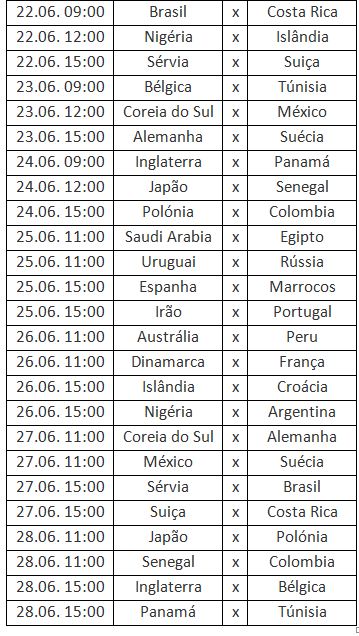 22.06. 09:00 Brasil x Costa Rica
22.06. 12:00 Nigéria x Islândia
22.06. 15:00 Sérvia x Suiça
23.06. 09:00 Bélgica x Túnisia
23.06. 12:00 Coreia do Sul x México
23.06. 15:00 Alemanha x Suécia
24.06. 09:00 Inglaterra x Panamá
24.06. 12:00 Japão x Senegal
24.06. 15:00 Polónia x Colombia
25.06. 11:00 Saudi Arabia x Egipto
25.06. 11:00 Uruguai x Rússia
25.06. 15:00 Espanha x Marrocos
25.06. 15:00 Irão x Portugal
26.06. 11:00 Austrália x Peru
26.06. 11:00 Dinamarca x França
26.06. 15:00 Islândia x Croácia
26.06. 15:00 Nigéria x Argentina
27.06. 11:00 Coreia do Sul x Alemanha
27.06. 11:00 México x Suécia
27.06. 15:00 Sérvia x Brasil
27.06. 15:00 Suiça x Costa Rica
28.06. 11:00 Japão x Polónia
28.06. 11:00 Senegal x Colombia
28.06. 15:00 Inglaterra x Bélgica
28.06. 15:00 Panamá x Túnisia